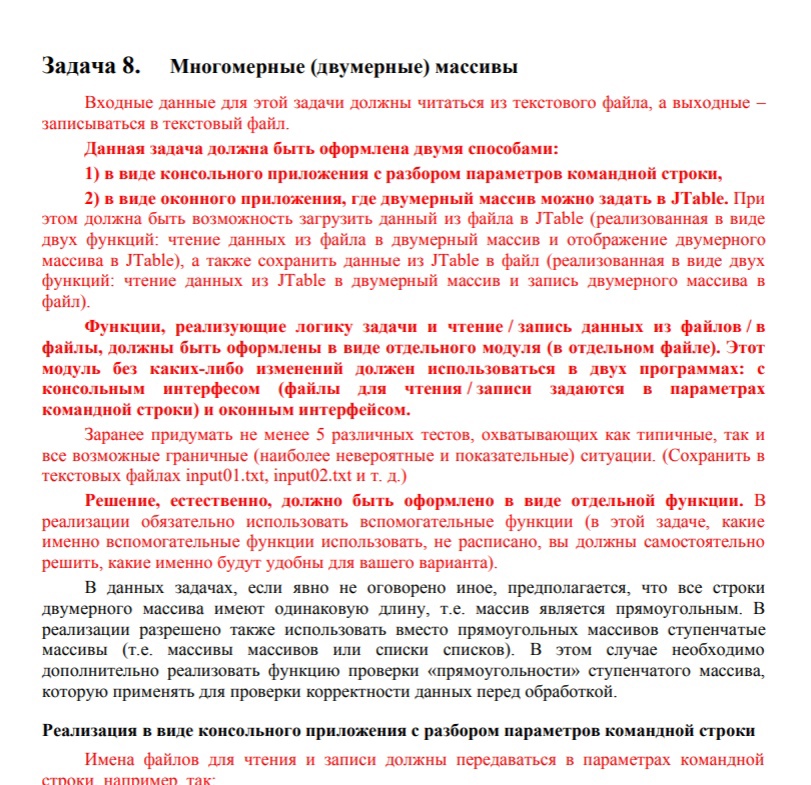 Задача 8. Многомерные (двумерные) массивы
Входные данные для этой задачи должны читаться из текстового файла, а выходные –
записываться в текстовый файл.
Данная задача должна быть оформлена двумя способами:
1) в виде консольного приложения с разбором параметров командной строки,
2) в виде оконного приложения, где двумерный массив можно задать в JTable. При
этом должна быть возможность загрузить данный из файла в JTable (реализованная в виде
двух функций: чтение данных из файла в двумерный массив и отображение двумерного
массива в JTable), а также сохранить данные из JTable в файл (реализованная в виде двух
функций: чтение данных из JTable в двумерный массив и запись двумерного массива в
файл).
Функции, реализующие логику задачи и чтение / запись данных из файлов / в
файлы, должны быть оформлены в виде отдельного модуля (в отдельном файле). Этот
модуль без каких-либо изменений должен использоваться в двух программах: с
консольным интерфесом (файлы для чтения / записи задаются в параметрах
командной строки) и оконным интерфейсом.
Заранее придумать не менее 5 различных тестов, охватывающих как типичные, так и
все возможные граничные (наиболее невероятные и показательные) ситуации. (Сохранить в
текстовых файлах input01.txt, input02.txt и т. д.)
Решение, естественно, должно быть оформлено в виде отдельной функции. В
реализации обязательно использовать вспомогательные функции (в этой задаче, какие
именно вспомогательные функции использовать, не расписано, вы должны самостоятельно
решить, какие именно будут удобны для вашего варианта).
В данных задачах, если явно не оговорено иное, предполагается, что все строки
двумерного массива имеют одинаковую длину, т.е. массив является прямоугольным. В
реализации разрешено также использовать вместо прямоугольных массивов ступенчатые
массивы (т.е. массивы массивов или списки списков). В этом случае необходимо
дополнительно реализовать функцию проверки «прямоугольности» ступенчатого массива,
которую применять для проверки корректности данных перед обработкой.
Реализация в виде консольного приложения с разбором параметров командной строки
Имена файлов для чтения и записи должны передаваться в параметрах командной
строки, например, так: